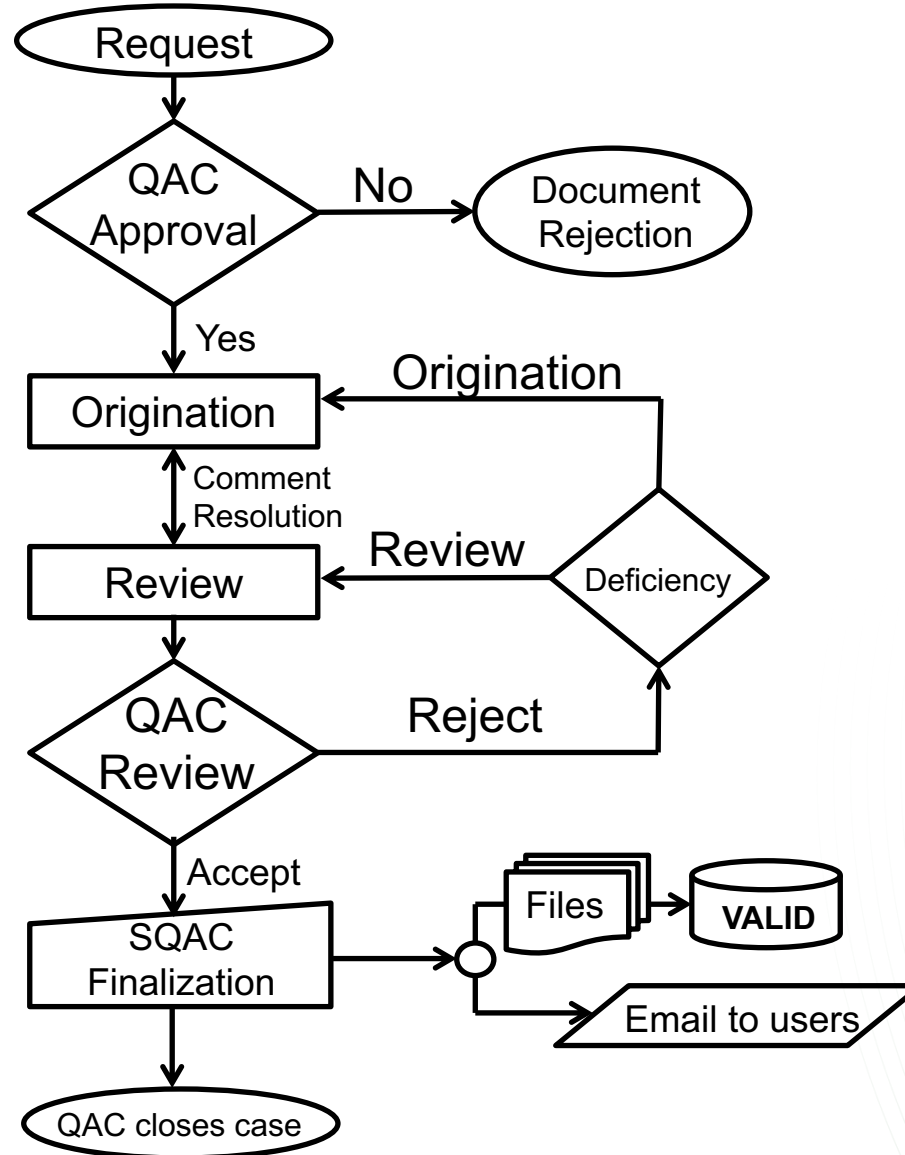 Request
QAC
Approval
No
Document
Rejection
Yes
Origination
Origination
Comment
Resolution
Review
Review
Deficiency
QAC
Review
Reject
Accept
SQAC
Finalization
Files
VALID
Email to users
QAC closes case